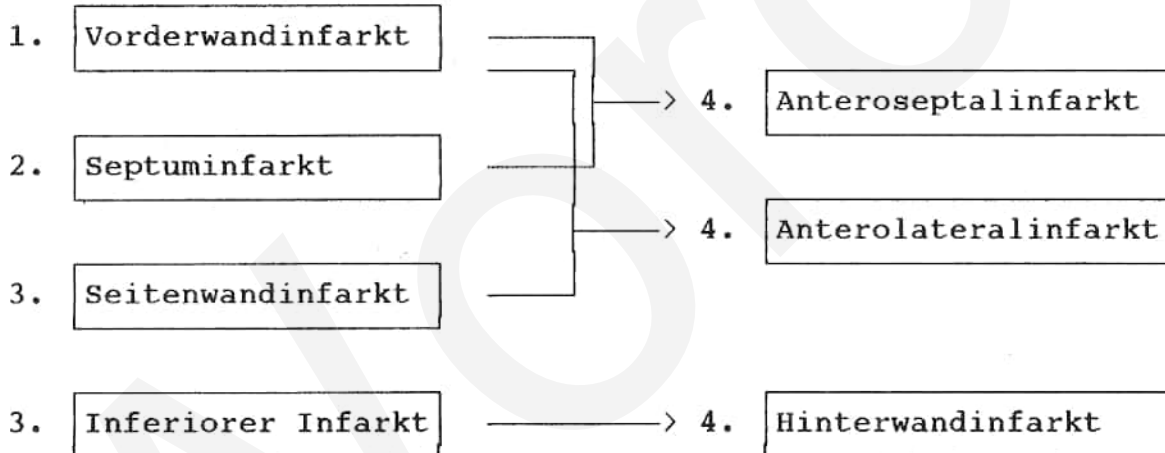 1. Vorderwandinfarkt
4. Anteroseptalinfarkt
2. Septuminfarkt
4. Anterolateralinfarkt
3. Seitenwandinfarkt
3. Inferiorer Infarkt > 4. Hinterwandinfarkt